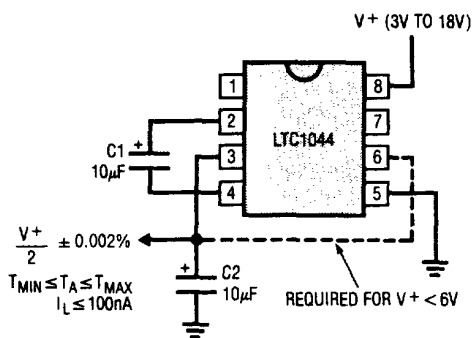 V+ (3V TO 18V)
1
8
2
7
LTC1044
3
6
4
5
+
C1
10μF
V+
2
± 0.002%
TMIN ≤ TA ≤ TMAX
IL ≤ 100nA
+
C2
10μF
REQUIRED FOR V+ < 6V